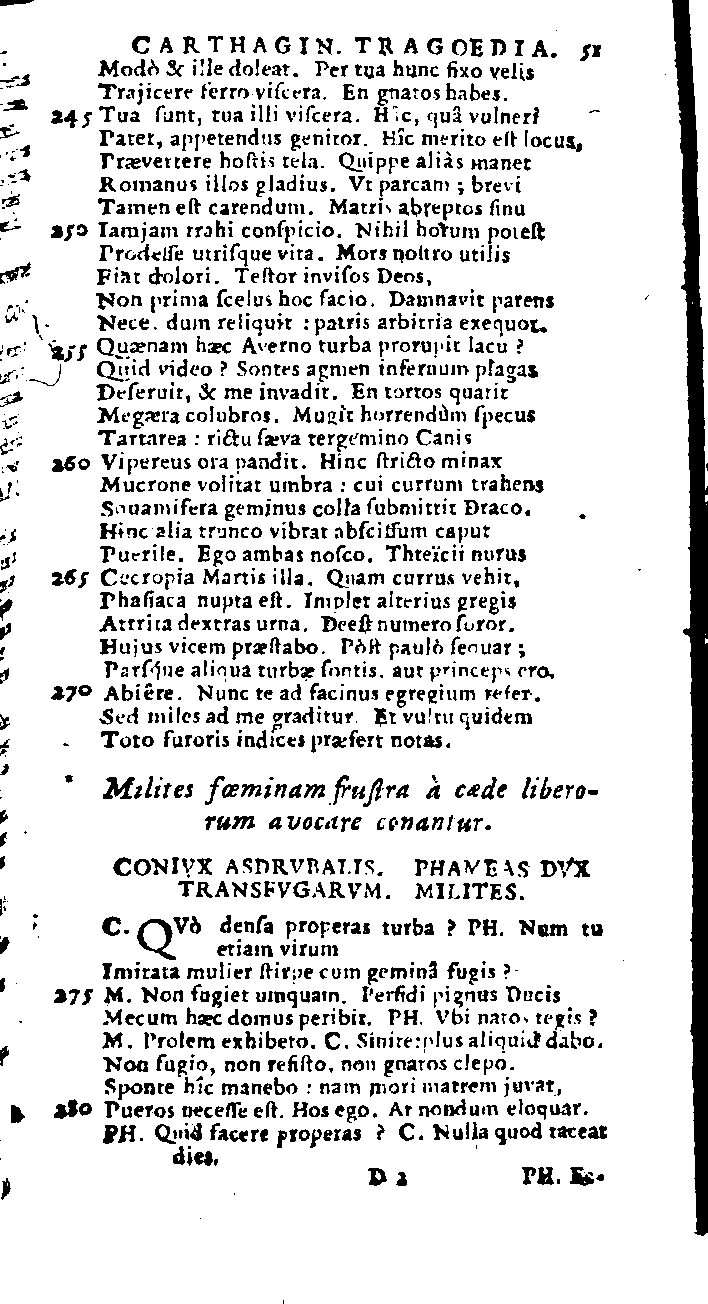 CARTHAGIN. TRAGOEDIA. 51
Modò & ille doleat. Per tua hunc fixo velis
Trajicere ferro viſcera. En gnatos habes.
245 Tua ſunt, tua illi viſcera. Hîc, quâ vulneri
Patet, appetendus genitor. Hîc merito eſt locus,
Prævertere hoſtis tela. Quippe aliàs manet
Romanus illos gladius. Vt parcam ; brevi
Tamen eſt carendum. Matris abreptos ſinu
250 Iamjam trahi conſpicio. Nihil horum poteſt
Prodeſſe utriſque vita. Mors noſtro utilis
Fiat dolori. Teſtor inviſos Deos,
Non prima ſcelus hoc facio. Damnavit parens
Nece, dum reliquit : patris arbitria exequor.
255 Quænam hæc Averno turba prorupit lacu ?
Quid video ? Sontes agmen infernum plagas
Deſeruit, & me invadit. En tortos quatit
Megæra colubros. Mugit horrendùm ſpecus
Tartarea : rictu ſæva tergemino Canis
260 Vipereus ora pandit. Hinc ſtricto minax
Mucrone volitat umbra : cui currum trahens
Squamifera geminus colla ſubmittit Draco.
Hinc alia trunco vibrat abſciſſum caput
Puerile. Ego ambas noſco. Threïcii nurus
265 Cecropia Martis illa. Quam currus vehit,
Phaſiaca nupta eſt. Implet alterius gregis
Attrita dextras urna. Deeſt numero ſoror.
Hujus vicem præſtabo. Pòſt paulò ſequar ;
Parſque aliqua turbæ ſontis, aut princeps ero.
270 Abiêre. Nunc te ad facinus egregium refer.
Sed miles ad me graditur. Et vultu quidem
Toto furoris indices præfert notas.
Milites fœminam fruſtra à cæde libero-
rum avocare conantur.
CONIVX ASDRVBALIS. PHAMEAS DVX
TRANSFVGARVM. MILITES.
C. QVò denſa properas turba ? PH. Num tu
etiam virum
Imitata mulier ſtirpe cum geminâ fugis ?
275 M. Non fugiet umquam. Perfidi pignus Ducis
Mecum hæc domus peribit. PH. Vbi natos tegis ?
M. Prolem exhibeto. C. Sinite: plus aliquid dabo.
Non fugio, non reſiſto, non gnatos clepo.
Sponte hîc manebo : nam mori matrem juvat,
280 Pueros neceſſe eſt. Hos ego. At nondum eloquar.
PH. Quid facere properas ? C. Nulla quod taceat
dies.
D 2 PH. Ec-